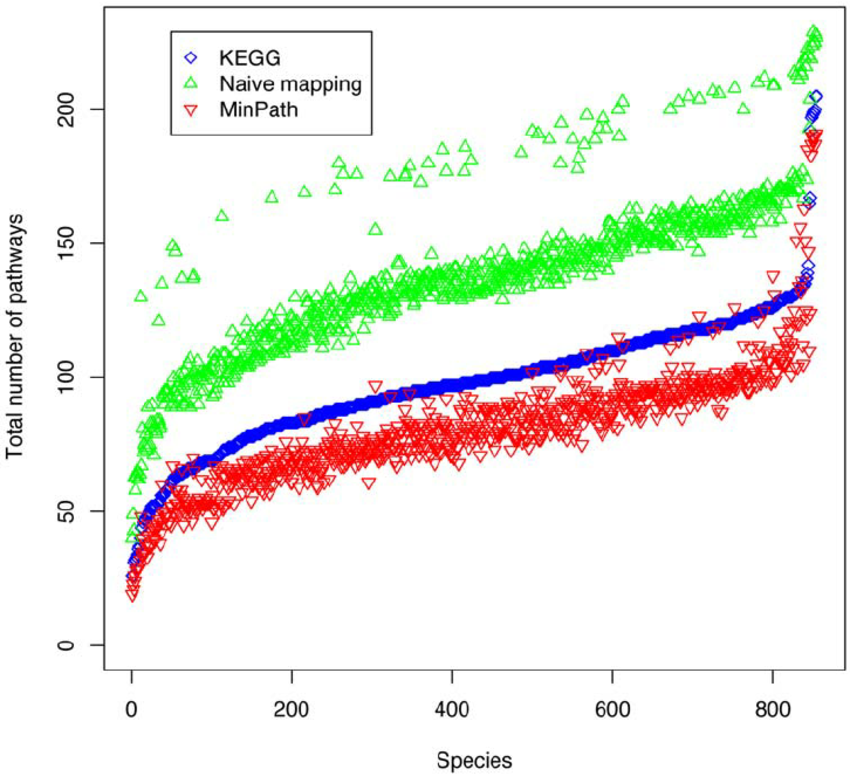 KEGG
Naive mapping
MinPath
Total number of pathways
200
150
100
50
0
0 200 400 600 800
Species